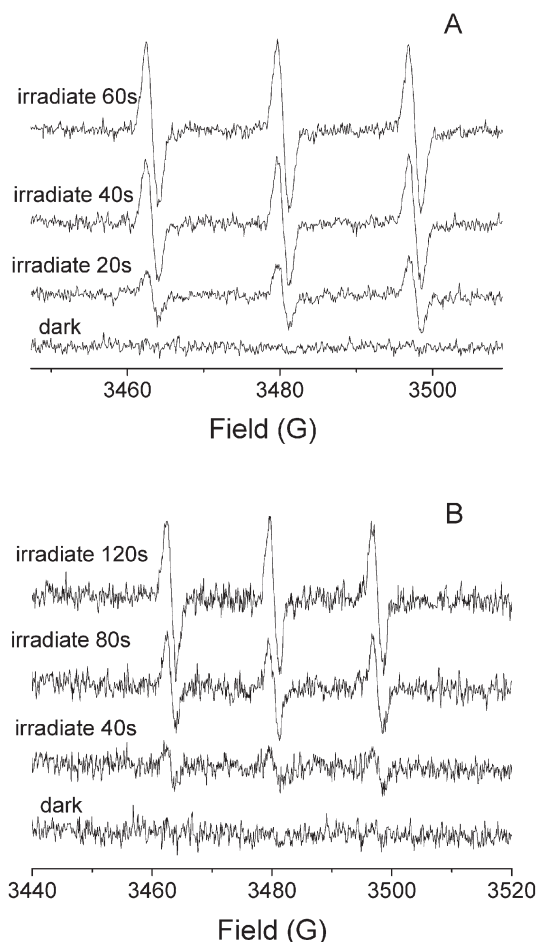 A
irradiate 60s
irradiate 40s
irradiate 20s
dark
3460 3480 3500
Field (G)
B
irradiate 120s
irradiate 80s
irradiate 40s
dark
3440 3460 3480 3500 3520
Field (G)